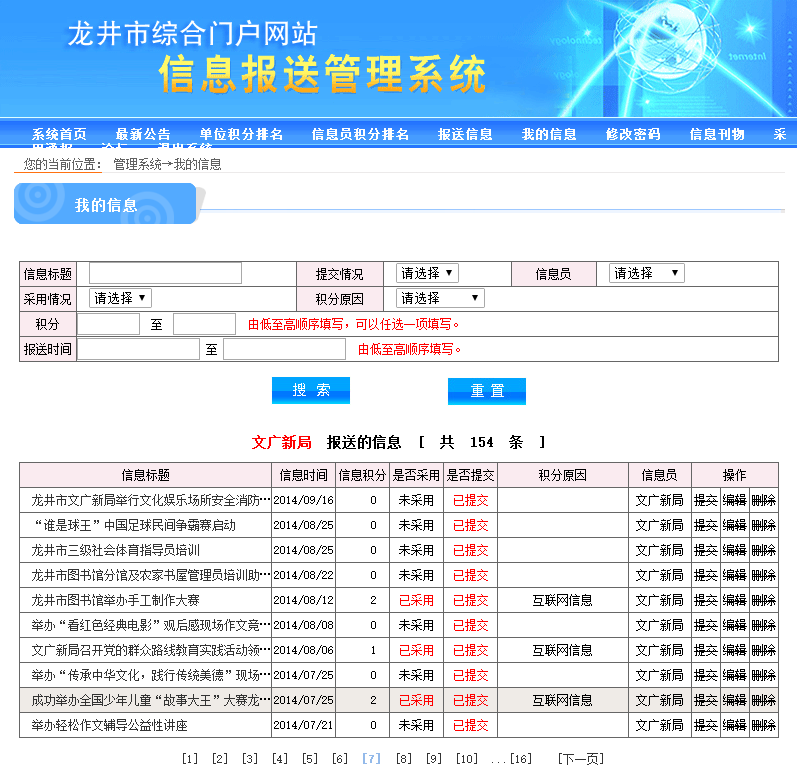 龙井市综合门户网站
信息报送管理系统
系统首页 最新公告 单位积分排名 信息员积分排名 报送信息 我的信息 修改密码 信息刊物 采
用通报 论坛 退出系统
您的当前位置： 管理系统→我的信息
我的信息
信息标题 提交情况 请选择 信息员 请选择
采用情况 请选择 积分原因 请选择
积分 至 由低至高顺序填写，可以任选一项填写。
报送时间 至 由低至高顺序填写。
搜 索 重 置
文广新局 报送的信息 [ 共 154 条 ]
信息标题 信息时间 信息积分 是否采用 是否提交 积分原因 信息员 操作
龙井市文广新局举行文化娱乐场所安全消防… 2014/09/16 0 未采用 已提交 文广新局 提交 编辑 删除
“谁是球王”中国足球民间争霸赛启动 2014/08/25 0 未采用 已提交 文广新局 提交 编辑 删除
龙井市三级社会体育指导员培训 2014/08/25 0 未采用 已提交 文广新局 提交 编辑 删除
龙井市图书馆分馆及农家书屋管理员培训助… 2014/08/22 0 未采用 已提交 文广新局 提交 编辑 删除
龙井市图书馆举办手工制作大赛 2014/08/12 2 已采用 已提交 互联网信息 文广新局 提交 编辑 删除
举办“看红色经典电影”观后感现场作文竞… 2014/08/08 0 未采用 已提交 文广新局 提交 编辑 删除
文广新局召开党的群众路线教育实践活动领… 2014/08/06 1 已采用 已提交 互联网信息 文广新局 提交 编辑 删除
举办“传承中华文化，践行传统美德”现场… 2014/07/25 0 未采用 已提交 文广新局 提交 编辑 删除
成功举办全国少年儿童“故事大王”大赛龙… 2014/07/25 2 已采用 已提交 互联网信息 文广新局 提交 编辑 删除
举办轻松作文辅导公益性讲座 2014/07/21 0 未采用 已提交 文广新局 提交 编辑 删除
[1] [2] [3] [4] [5] [6] [7] [8] [9] [10] ...[16] [下一页]